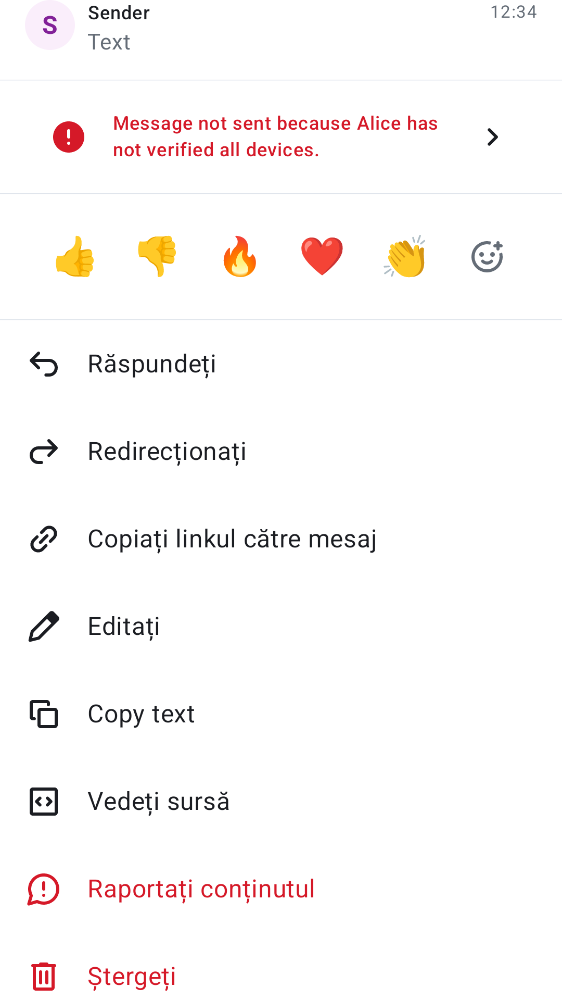 S
Sender
12:34
Text
Message not sent because Alice has
not verified all devices.
Răspundeți
Redirecționați
Copiați linkul către mesaj
Editați
Copy text
Vedeți sursă
Raportați conținutul
Ștergeți